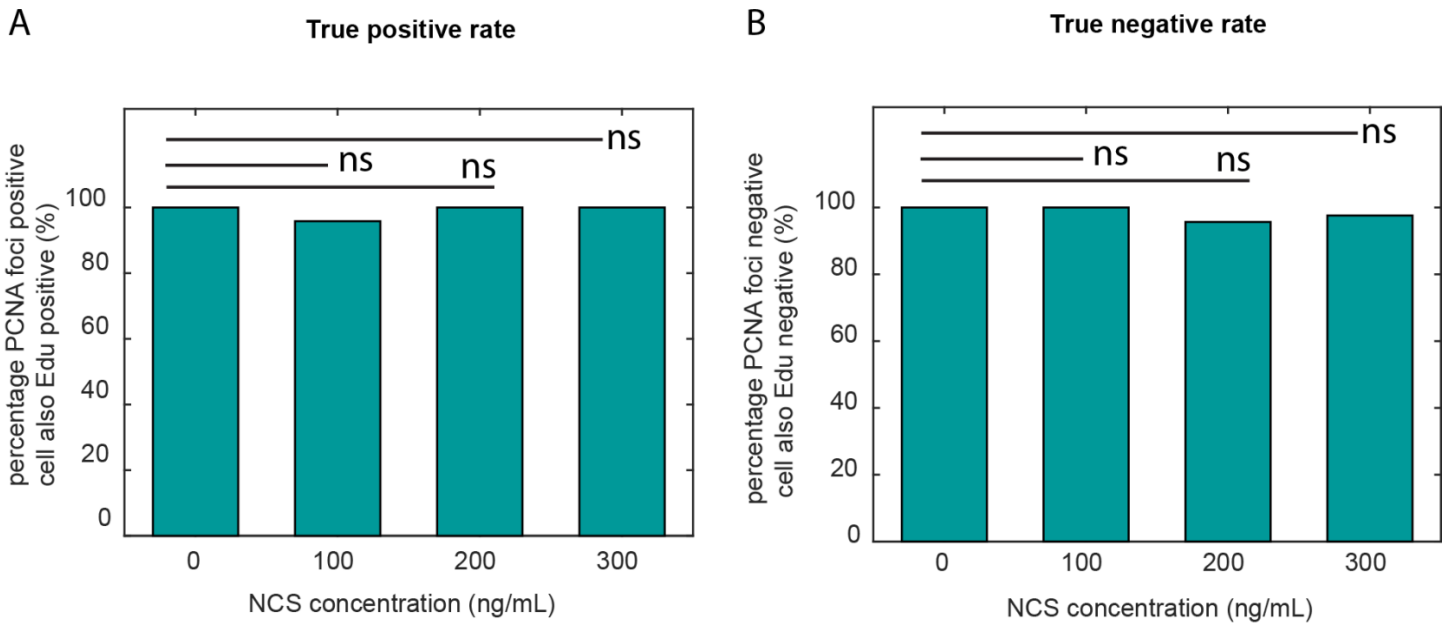 A
True positive rate
ns
ns
ns
percentage PCNA foci positive
cell also Edu positive (%)
100
80
60
40
20
0
0 100 200 300
NCS concentration (ng/mL)
B
True negative rate
ns
ns
ns
percentage PCNA foci negative
cell also Edu negative (%)
100
80
60
40
20
0
0 100 200 300
NCS concentration (ng/mL)